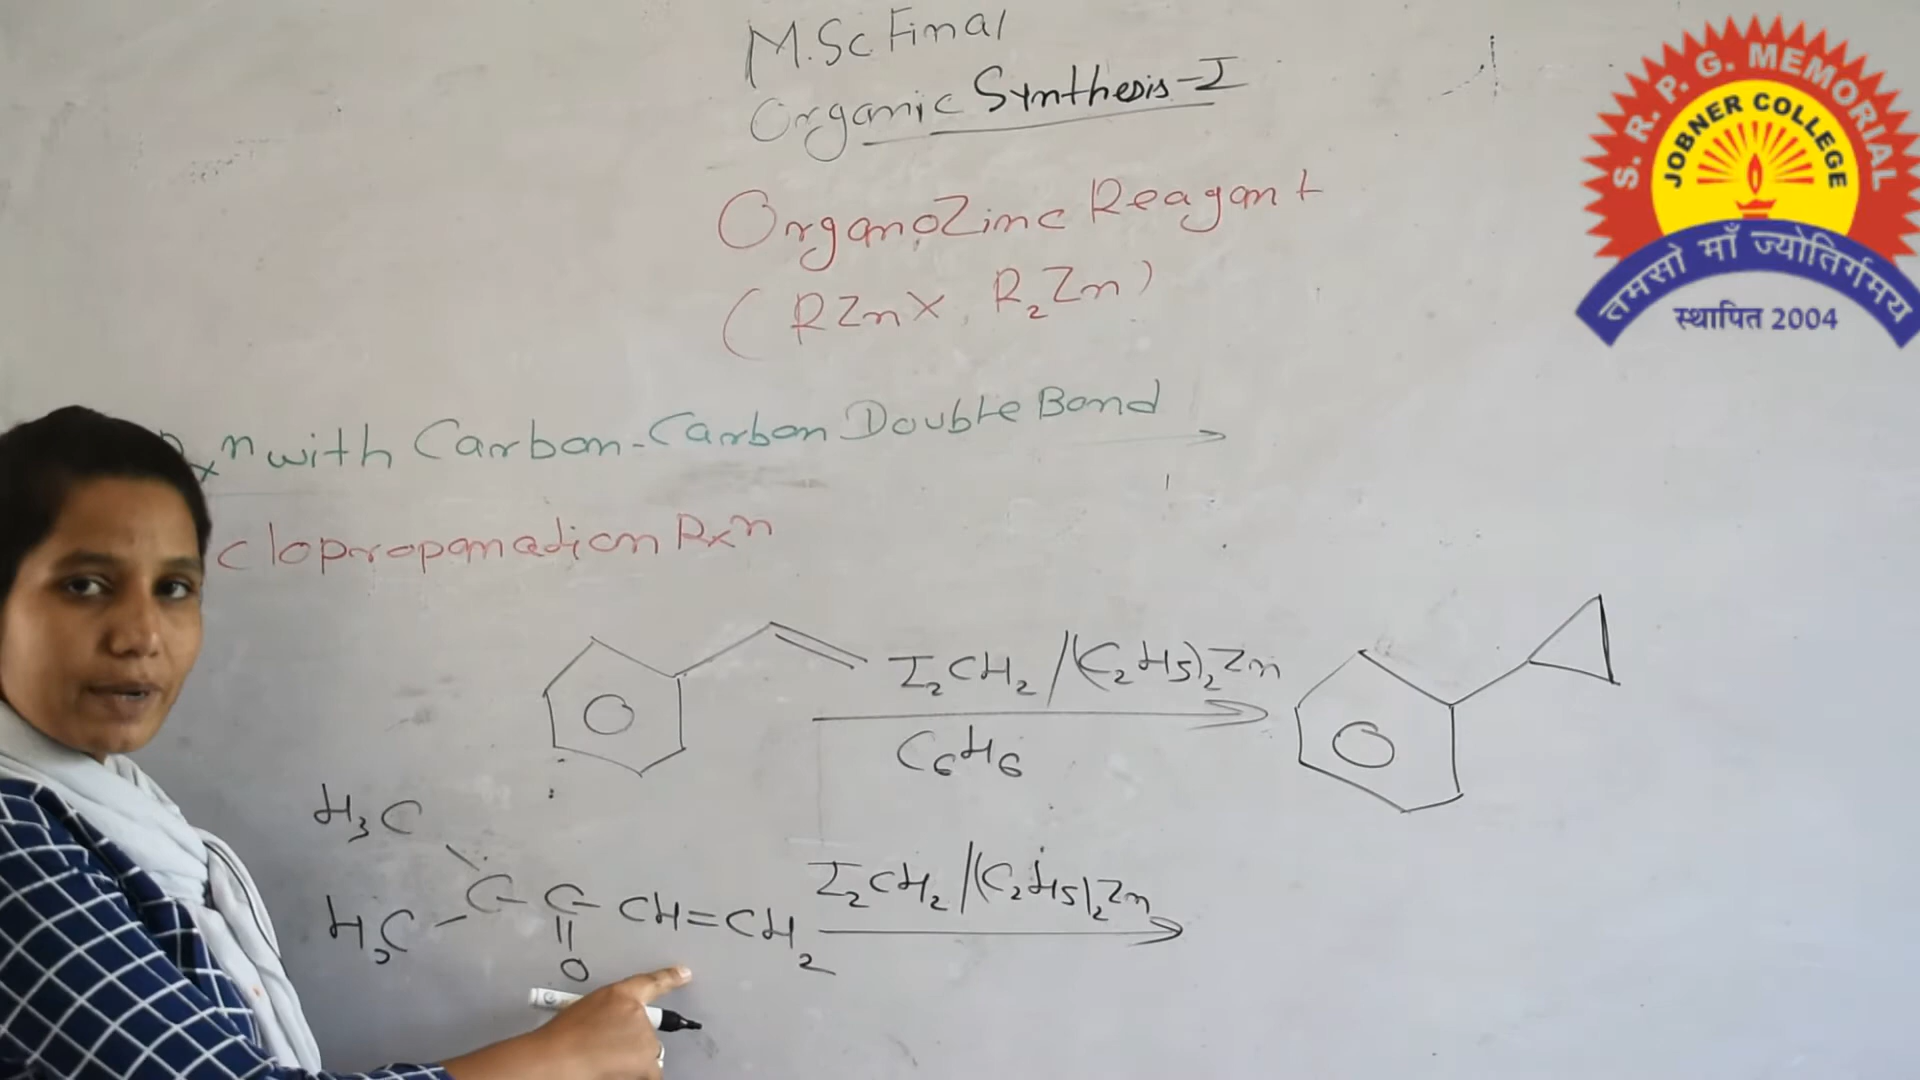 M.Sc. Final
Organic Synthesis-I
OrganoZinc Reagant
(RZnX, R₂Zn)
Rxⁿ with Carbon-Carbon Double Bond
clopropanation Rxⁿ
I₂CH₂/(C₂H₅)₂Zn
C₆H₆
H₃C
H₃C C-C-CH=CH₂
O
I₂CH₂/(C₂H₅)₂Zn
S. R. P. G. MEMORIAL
JOBNER COLLEGE
तमसो माँ ज्योतिर्गमय
स्थापित 2004